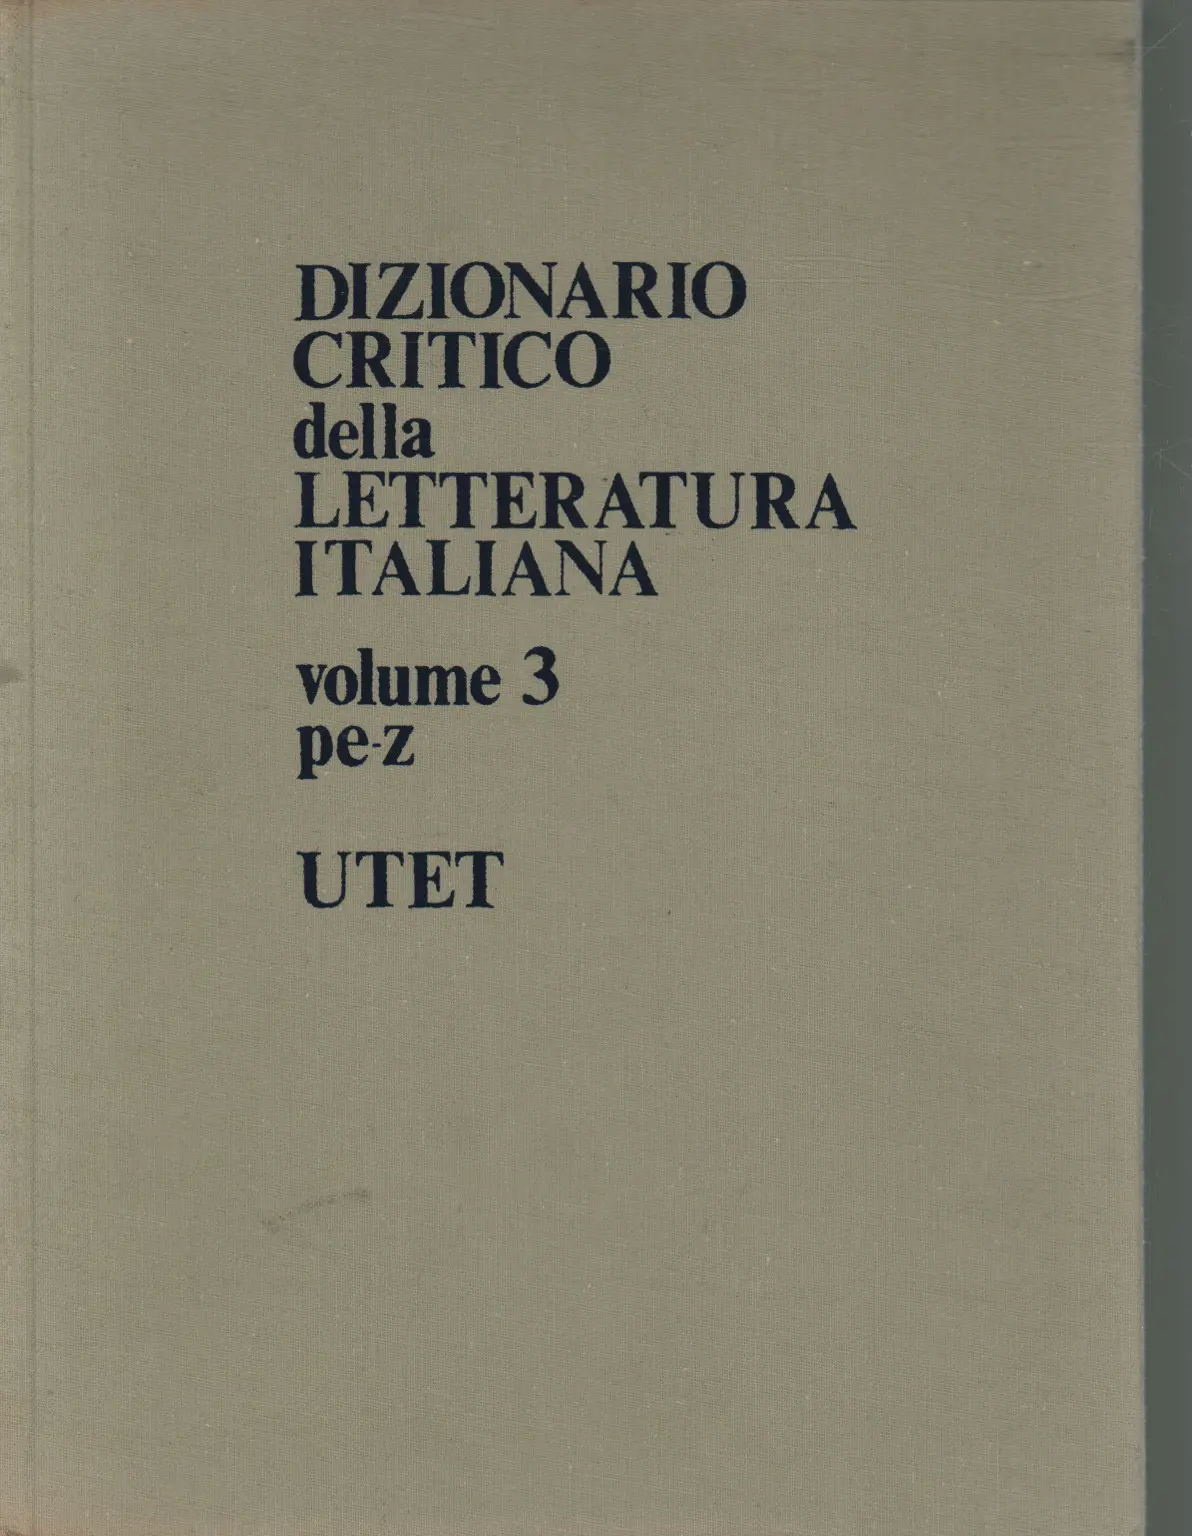 DIZIONARIO
CRITICO
della
LETTERATURA
ITALIANA
volume 3
pe-z
UTET